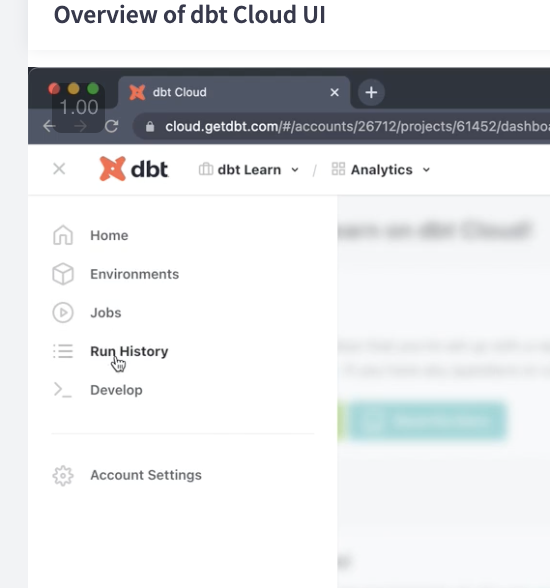 Overview of dbt Cloud UI
dbt Cloud
1.00
cloud.getdbt.com/#/accounts/26712/projects/61452/dashbo
dbt dbt Learn / Analytics
Home
Environments
Jobs
Run History
Develop
Account Settings